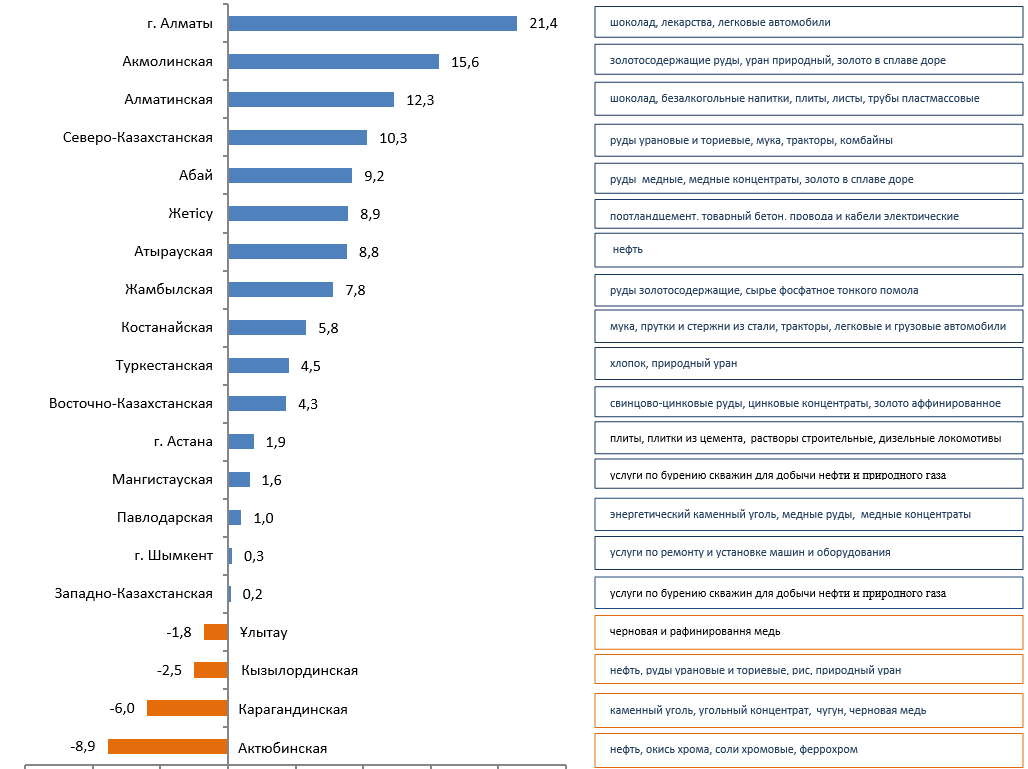 г. Алматы 21,4 шоколад, лекарства, легковые автомобили
Акмолинская 15,6 золотосодержащие руды, уран природный, золото в сплаве доре
Алматинская 12,3 шоколад, безалкогольные напитки, плиты, листы, трубы пластмассовые
Северо-Казахстанская 10,3 руды урановые и ториевые, мука, тракторы, комбайны
Абай 9,2 руды медные, медные концентраты, золото в сплаве доре
Жетісу 8,9 портландцемент, товарный бетон, провода и кабели электрические
Атырауская 8,8 нефть
Жамбылская 7,8 руды золотосодержащие, сырье фосфатное тонкого помола
Костанайская 5,8 мука, прутки и стержни из стали, тракторы, легковые и грузовые автомобили
Туркестанская 4,5 хлопок, природный уран
Восточно-Казахстанская 4,3 свинцово-цинковые руды, цинковые концентраты, золото аффинированное
г. Астана 1,9 плиты, плитки из цемента, растворы строительные, дизельные локомотивы
Мангистауская 1,6 услуги по бурению скважин для добычи нефти и природного газа
Павлодарская 1,0 энергетический каменный уголь, медные руды, медные концентраты
г. Шымкент 0,3 услуги по ремонту и установке машин и оборудования
Западно-Казахстанская 0,2 услуги по бурению скважин для добычи нефти и природного газа
-1,8 Ұлытау черновая и рафинирования медь
-2,5 Кызылординская нефть, руды урановые и ториевые, рис, природный уран
-6,0 Карагандинская каменный уголь, угольный концентрат, чугун, черновая медь
-8,9 Актюбинская нефть, окись хрома, соли хромовые, феррохром